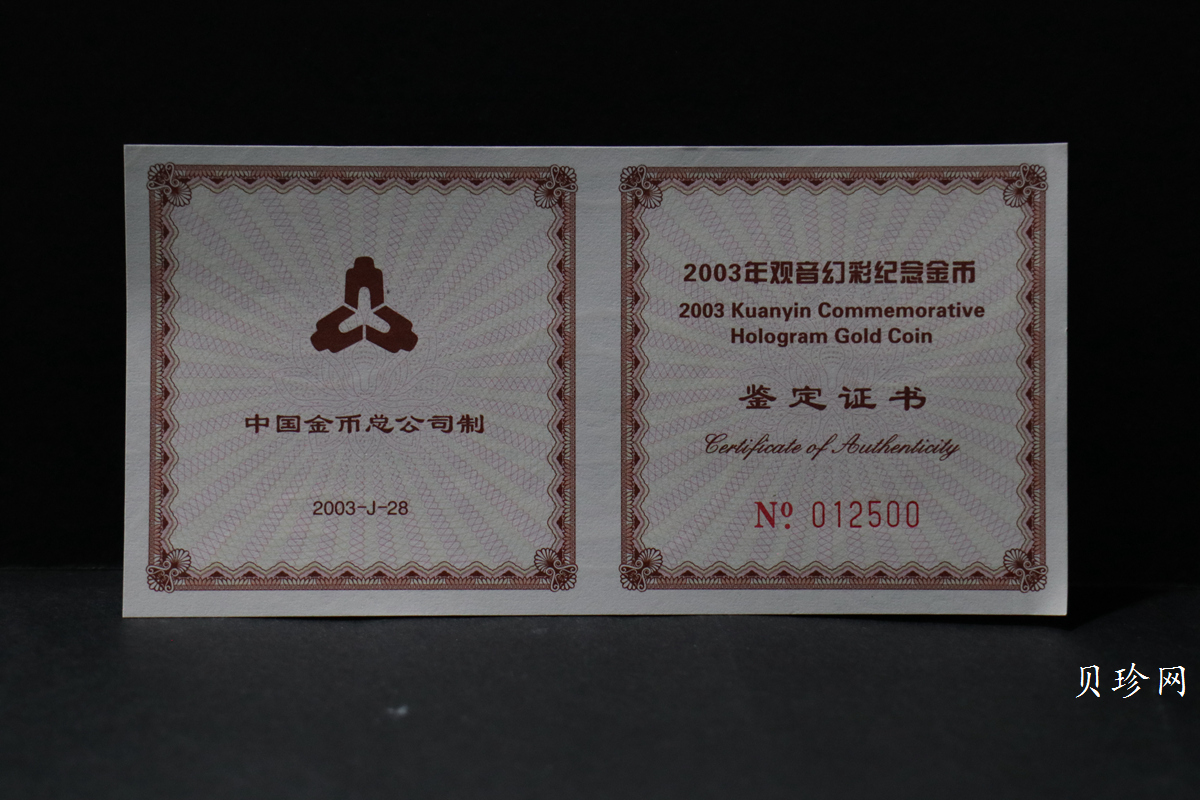 中国金币总公司制
2003-J-28
2003年观音幻彩纪念金币
2003 Kuanyin Commemorative
Hologram Gold Coin
鉴定证书
Certificate of Authenticity
Nº 012500
贝珍网